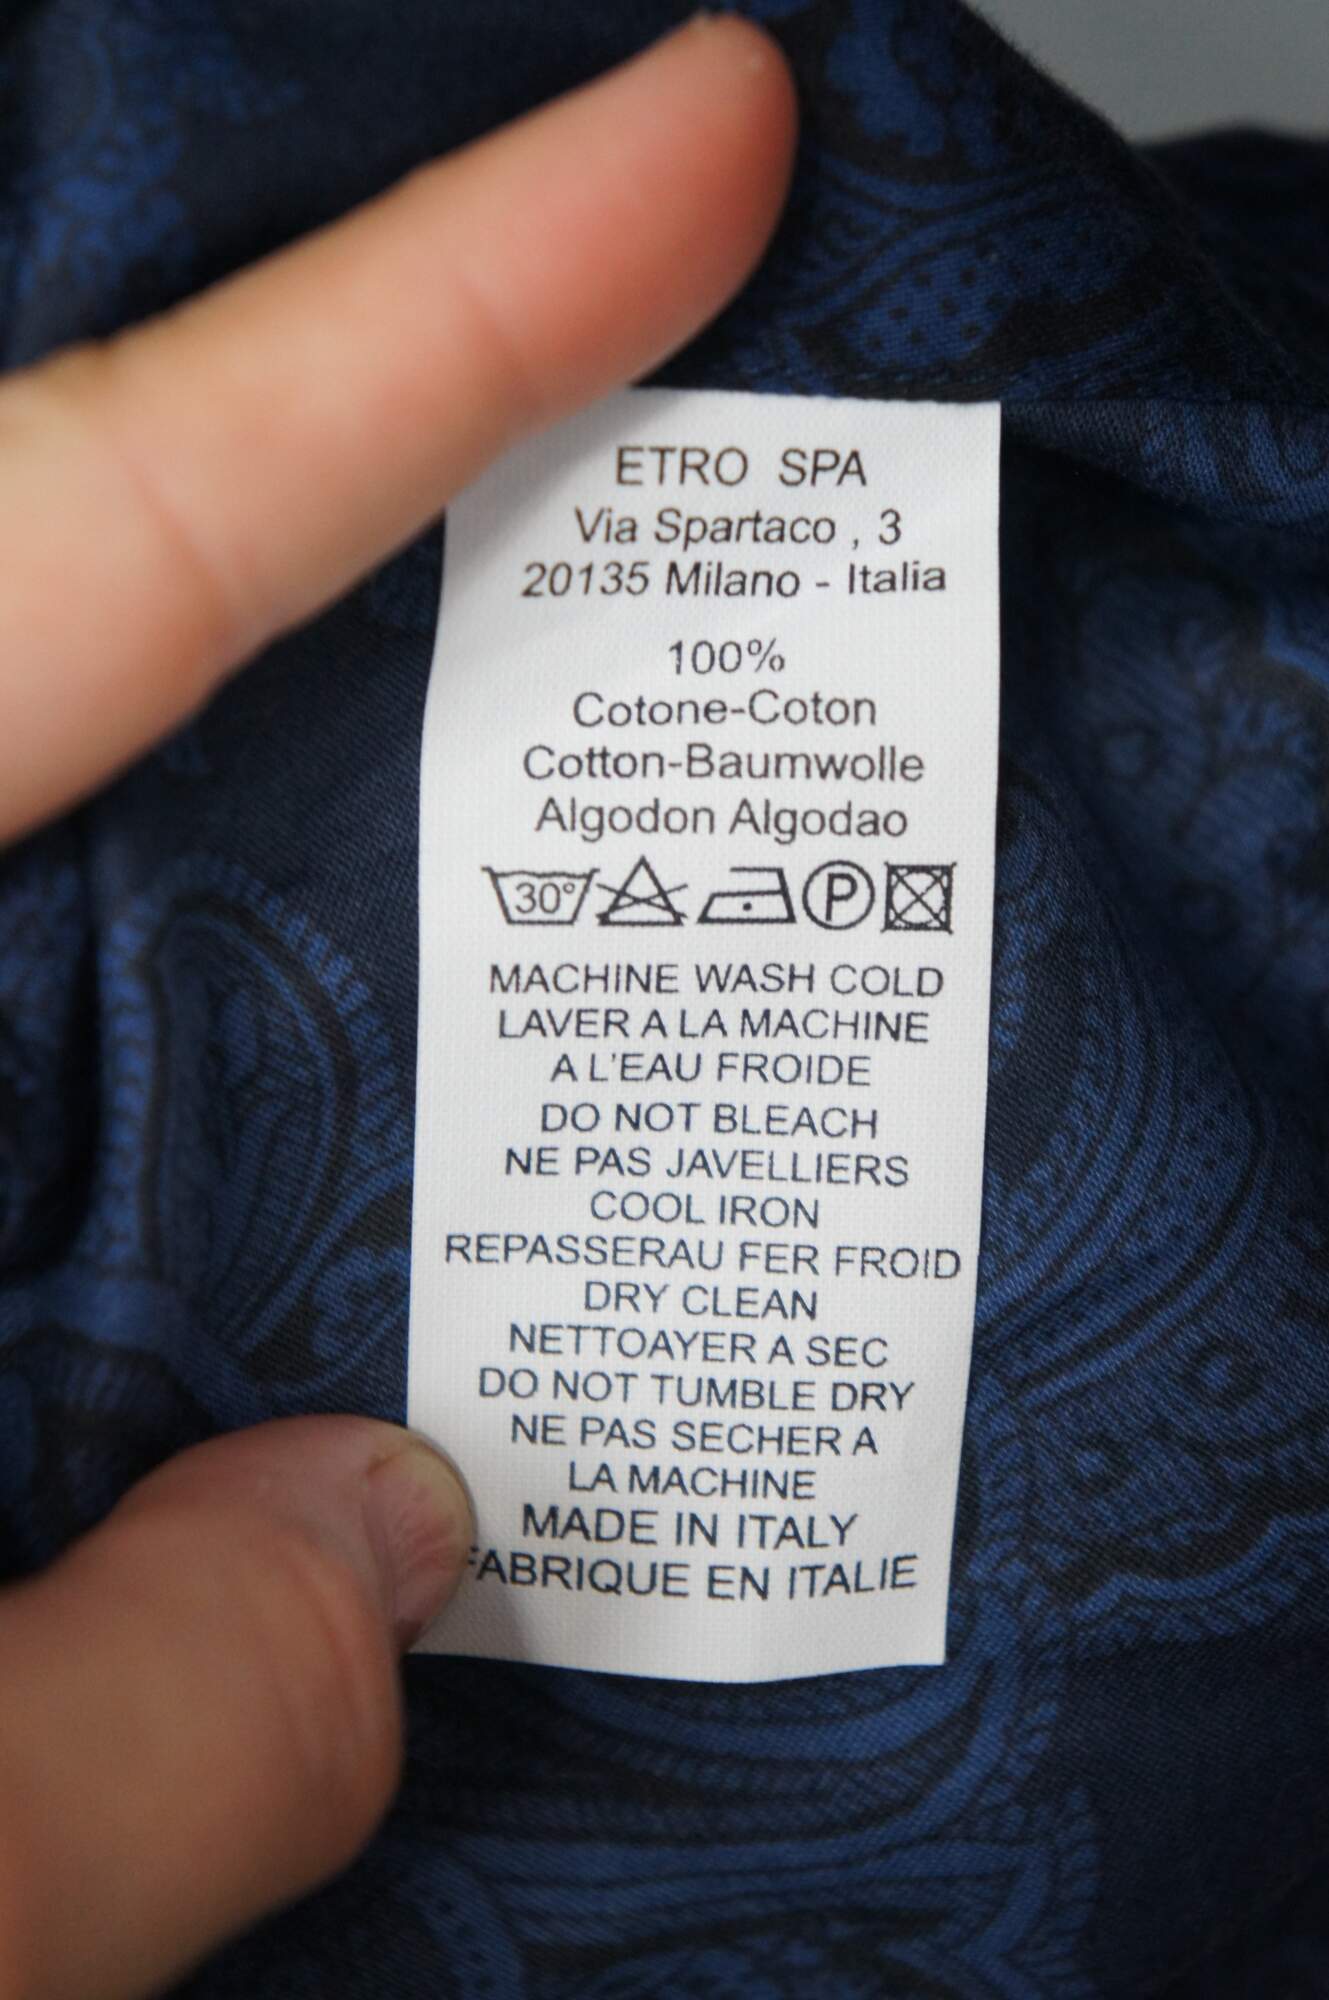 ETRO SPA
Via Spartaco , 3
20135 Milano - Italia
100%
Cotone-Coton
Cotton-Baumwolle
Algodon Algodao
30° P
MACHINE WASH COLD
LAVER A LA MACHINE
A L'EAU FROIDE
DO NOT BLEACH
NE PAS JAVELLIERS
COOL IRON
REPASSERAU FER FROID
DRY CLEAN
NETTOAYER A SEC
DO NOT TUMBLE DRY
NE PAS SECHER A
LA MACHINE
MADE IN ITALY
FABRIQUE EN ITALIE